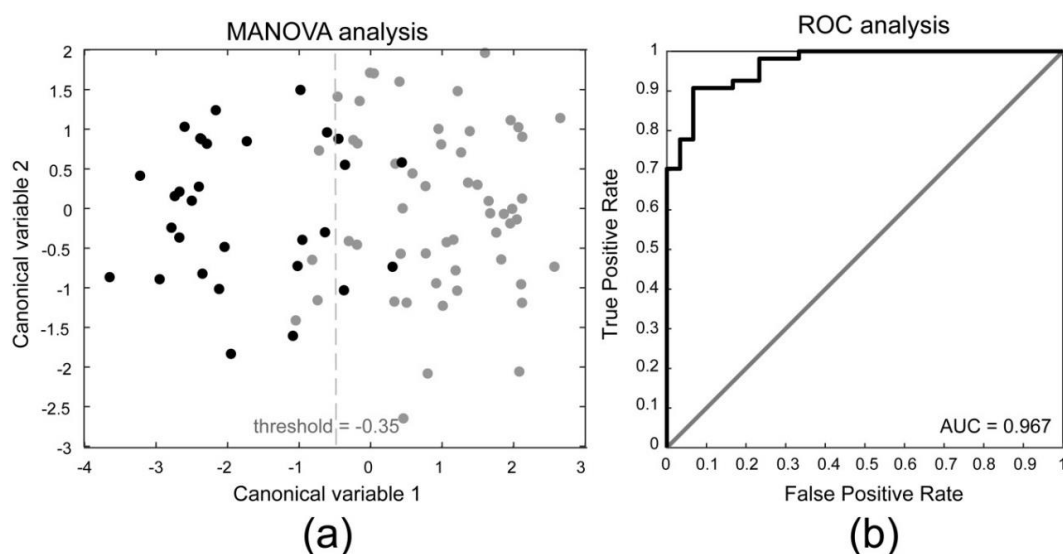 MANOVA analysis
2
1.5
1
0.5
0
-0.5
-1
-1.5
-2
-2.5
-3
Canonical variable 2
threshold = -0.35
-4 -3 -2 -1 0 1 2 3
Canonical variable 1
(a)
ROC analysis
1
0.9
0.8
0.7
0.6
0.5
0.4
0.3
0.2
0.1
0
True Positive Rate
AUC = 0.967
0 0.1 0.2 0.3 0.4 0.5 0.6 0.7 0.8 0.9 1
False Positive Rate
(b)